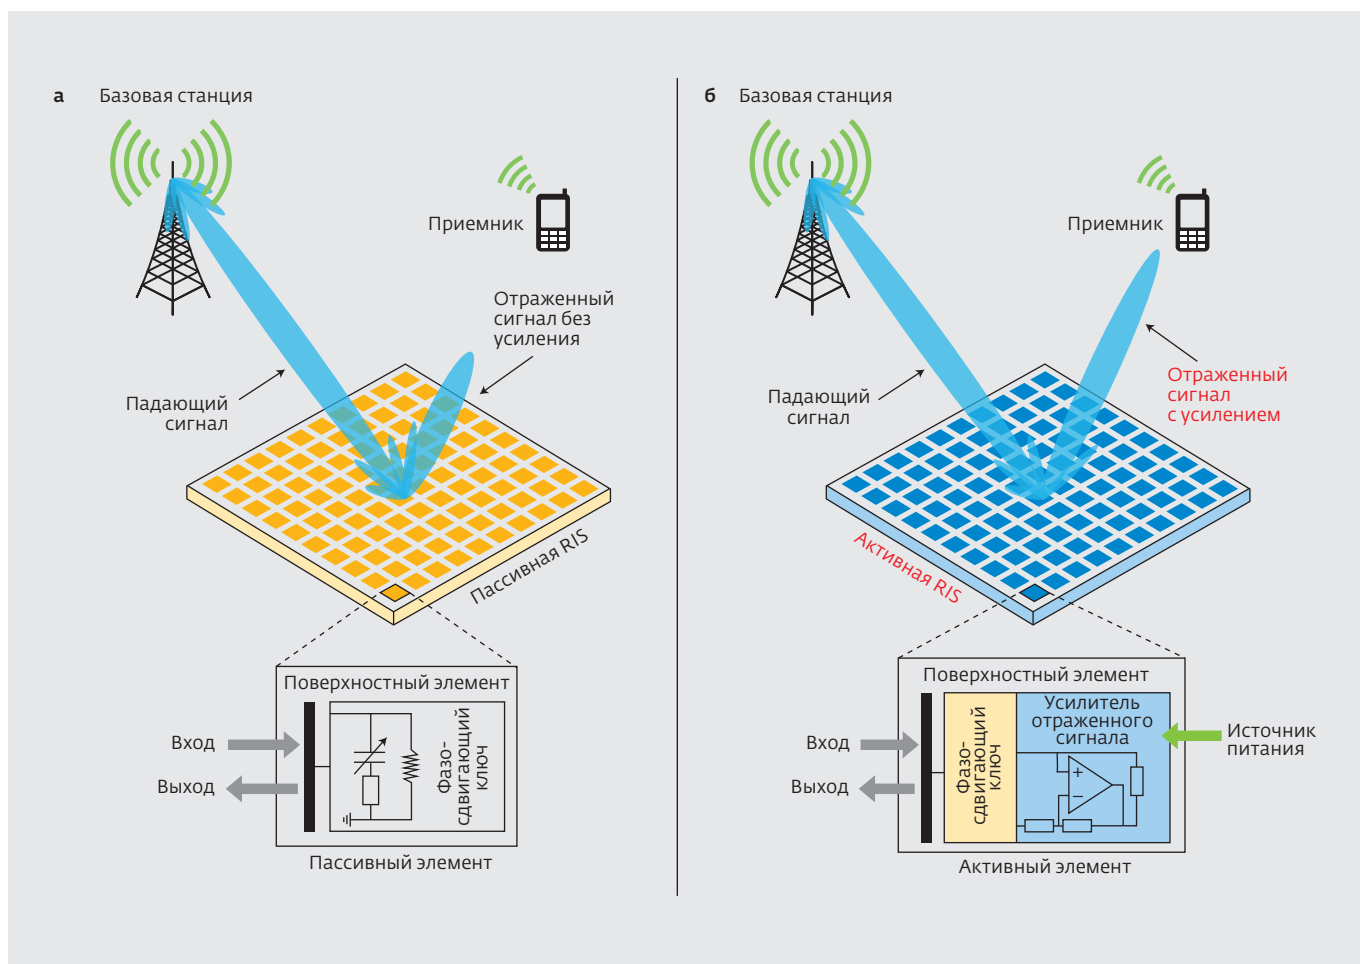 а Базовая станция
Приемник
Отраженный
сигнал без
усиления
Падающий
сигнал
Пассивная RIS
Поверхностный элемент
Вход
Выход
Фазо-
сдвигающий
ключ
Пассивный элемент
б Базовая станция
Приемник
Падающий
сигнал
Отраженный
сигнал
с усилением
Активная RIS
Поверхностный элемент
Вход
Выход
Фазо-
сдвигающий
ключ
Усилитель
отраженного
сигнала
+
−
Источник
питания
Активный элемент